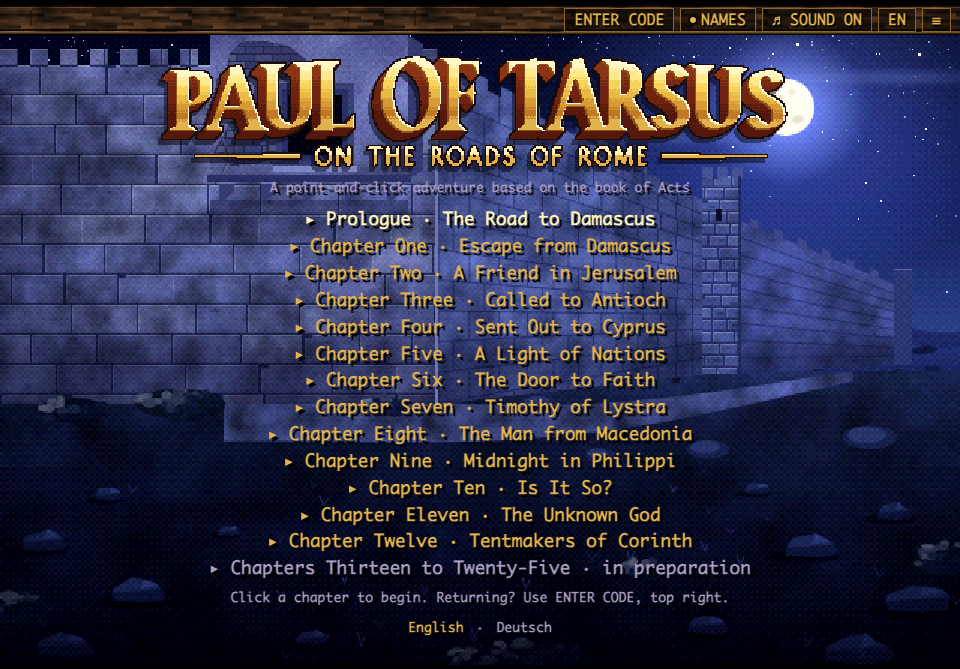 ENTER CODE • NAMES ♬ SOUND ON EN ≡
PAUL OF TARSUS
ON THE ROADS OF ROME
A point-and-click adventure based on the book of Acts
▸ Prologue · The Road to Damascus
▸ Chapter One · Escape from Damascus
▸ Chapter Two · A Friend in Jerusalem
▸ Chapter Three · Called to Antioch
▸ Chapter Four · Sent Out to Cyprus
▸ Chapter Five · A Light of Nations
▸ Chapter Six · The Door to Faith
▸ Chapter Seven · Timothy of Lystra
▸ Chapter Eight · The Man from Macedonia
▸ Chapter Nine · Midnight in Philippi
▸ Chapter Ten · Is It So?
▸ Chapter Eleven · The Unknown God
▸ Chapter Twelve · Tentmakers of Corinth
▸ Chapters Thirteen to Twenty-Five · in preparation
Click a chapter to begin. Returning? Use ENTER CODE, top right.
English · Deutsch